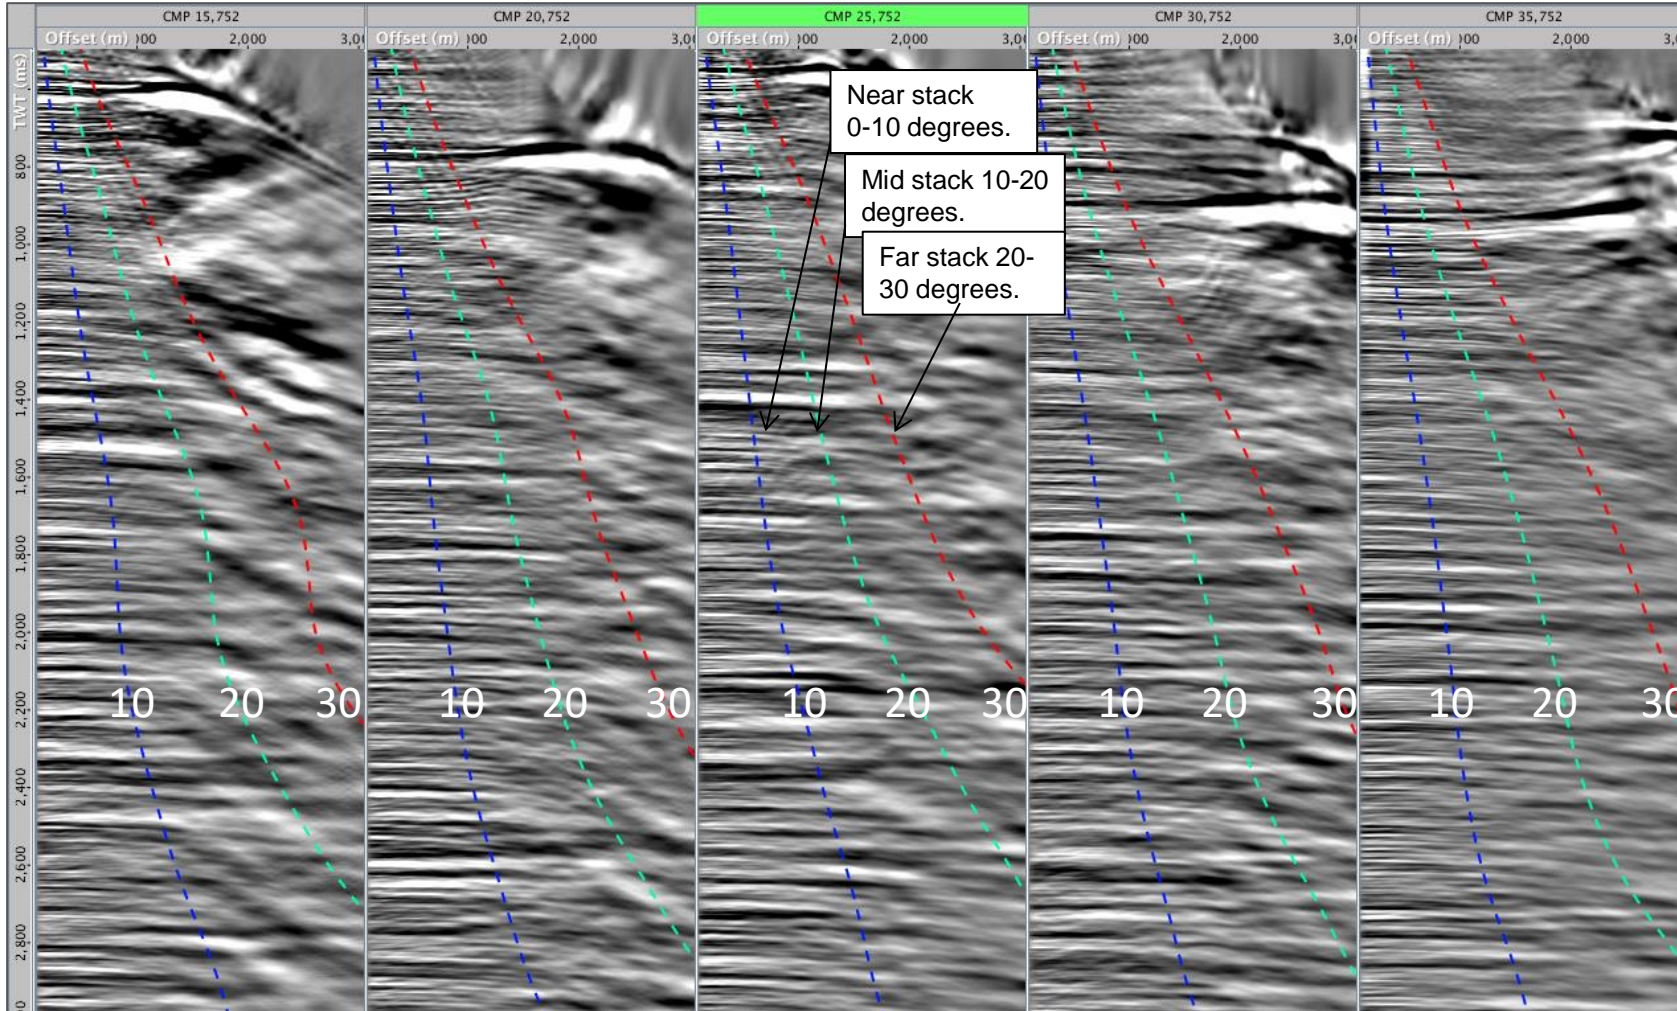 CMP 15,752
CMP 20,752
CMP 25,752
CMP 30,752
CMP 35,752
Offset (m) 2,000
Offset (m) 2,000
Offset (m) 2,000
Offset (m) 2,000
Offset (m) 2,000
TWT (ms)
800
1,000
1,200
1,400
1,600
1,800
2,000
2,200
2,400
2,600
2,800
Near stack
0-10 degrees.
Mid stack 10-20
degrees.
Far stack 20-
30 degrees.
10 20 30
10 20 30
10 20 30
10 20 30
10 20 30